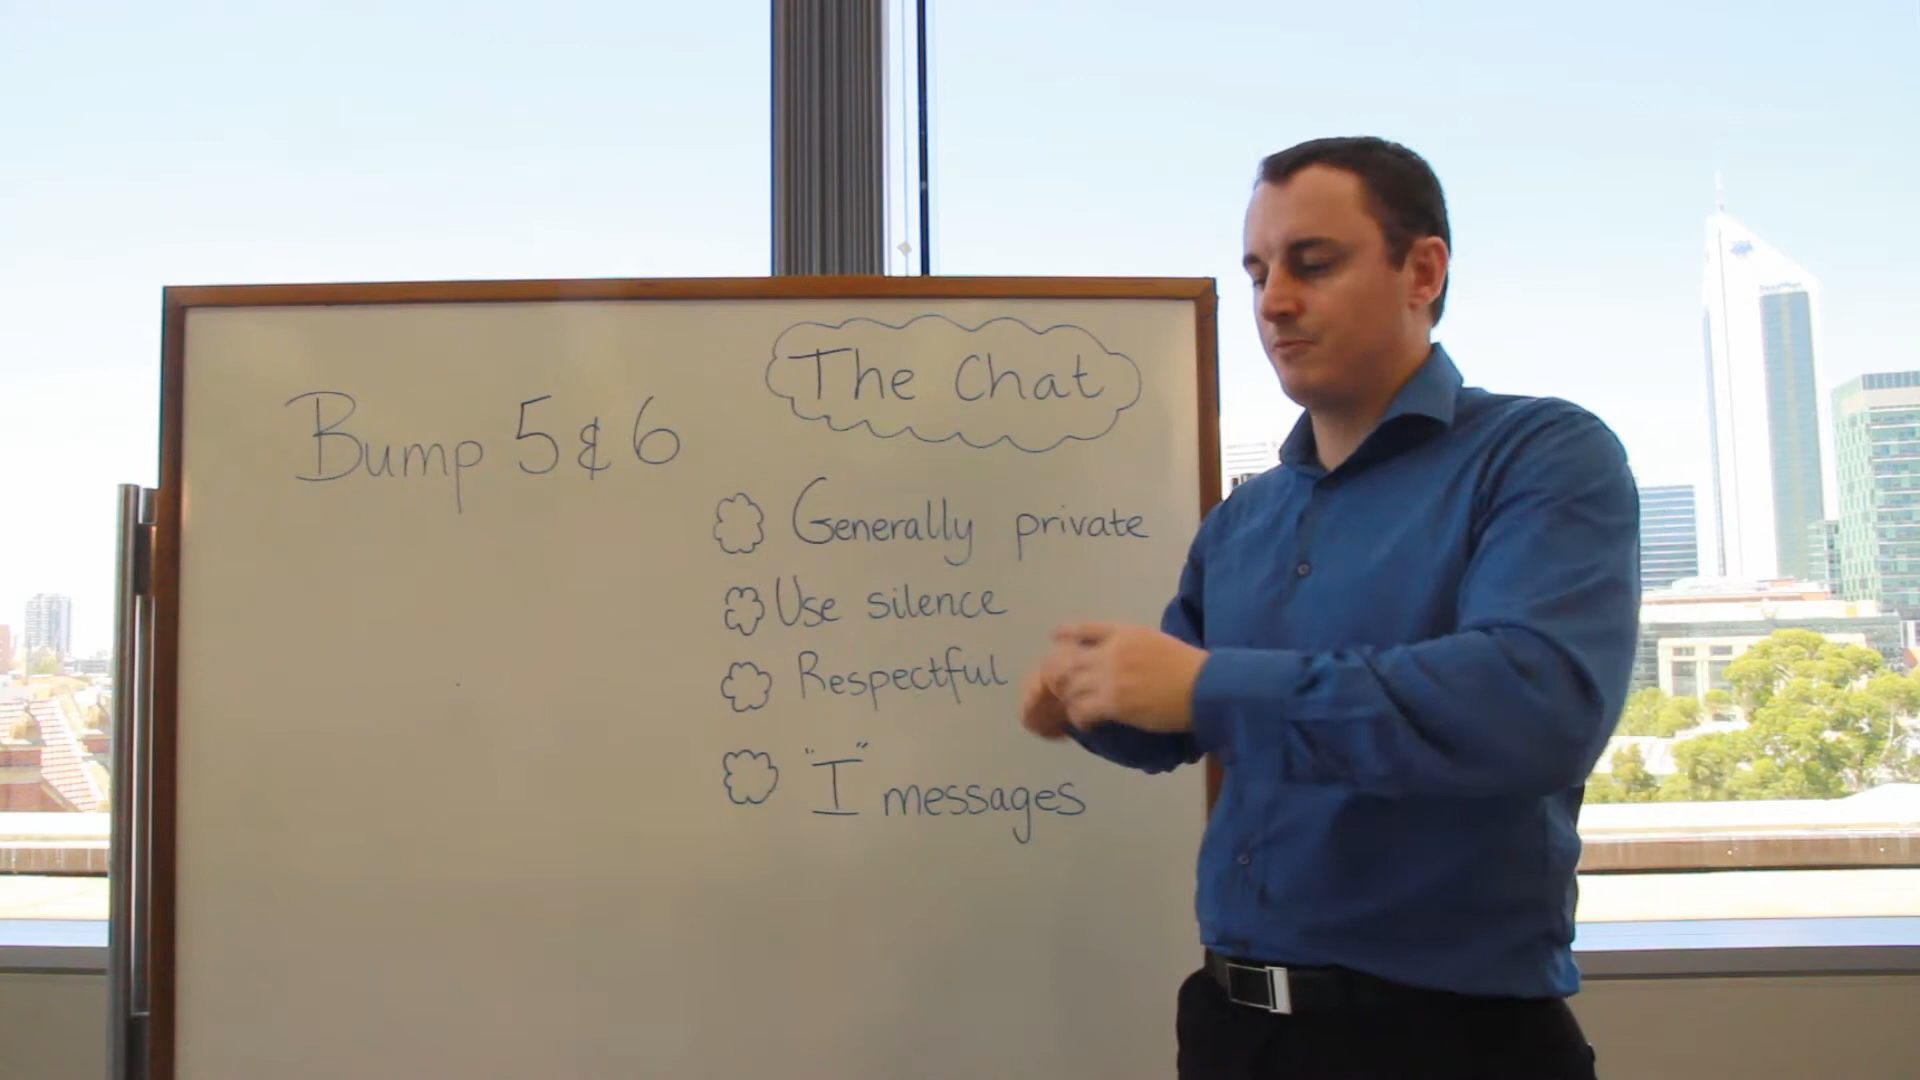 The Chat
Bump 5 & 6
Generally private
Use silence
Respectful
"I" messages